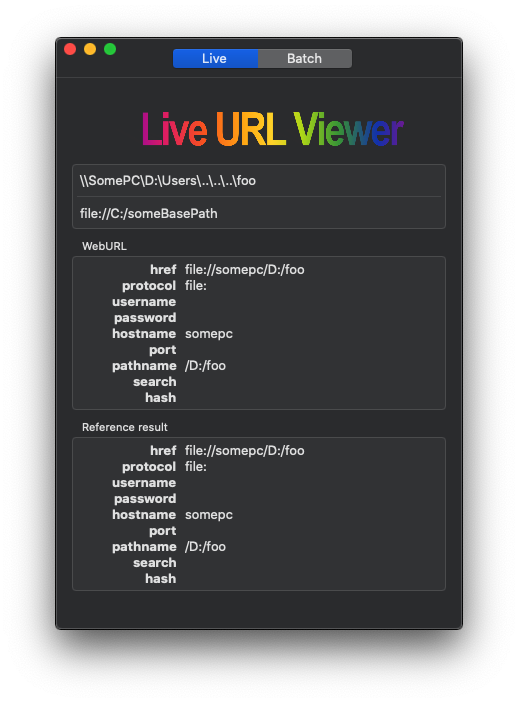 Live Batch
Live URL Viewer
\\SomePC\D:\Users\..\..\..\foo
file://C:/someBasePath
WebURL
href file://somepc/D:/foo
protocol file:
username
password
hostname somepc
port
pathname /D:/foo
search
hash
Reference result
href file://somepc/D:/foo
protocol file:
username
password
hostname somepc
port
pathname /D:/foo
search
hash